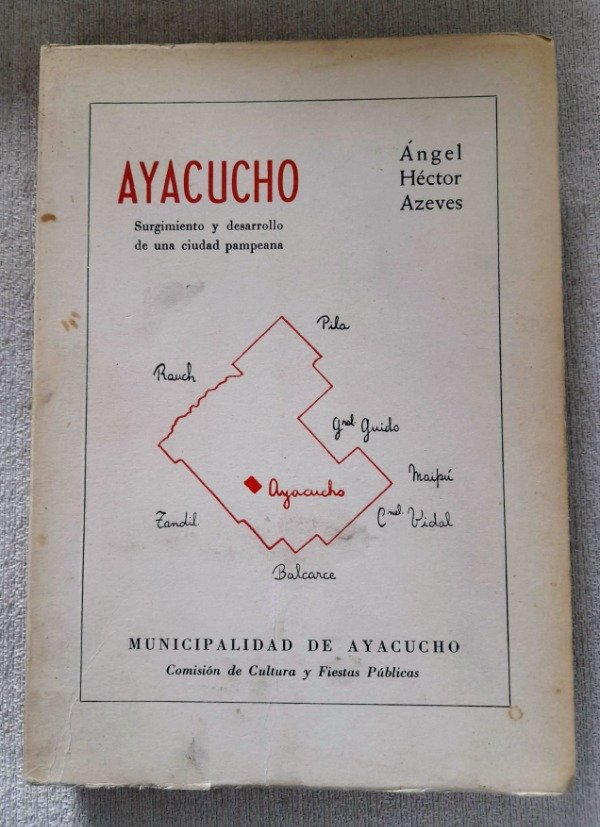 AYACUCHO
Surgimiento y desarrollo
de una ciudad pampeana
Ángel
Héctor
Azeves
Pila
Rauch
Gral. Guido
Maipú
Ayacucho
Cnel. Vidal
Tandil
Balcarce
MUNICIPALIDAD DE AYACUCHO
Comisión de Cultura y Fiestas Públicas